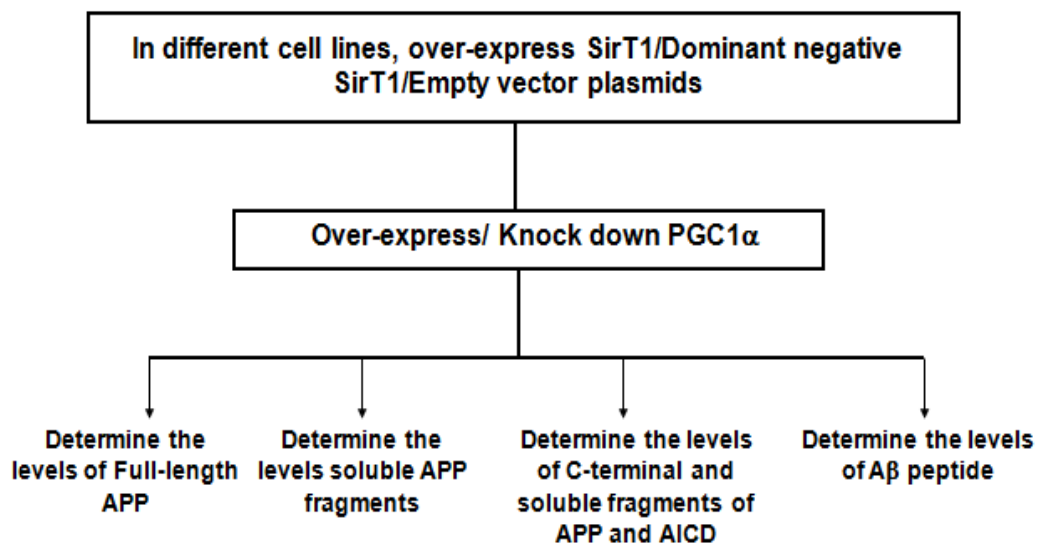 In different cell lines, over-express SirT1/Dominant negative
SirT1/Empty vector plasmids
Over-express/ Knock down PGC1α
Determine the
levels of Full-length
APP
Determine the
levels soluble APP
fragments
Determine the levels
of C-terminal and
soluble fragments of
APP and AICD
Determine the levels
of Aβ peptide